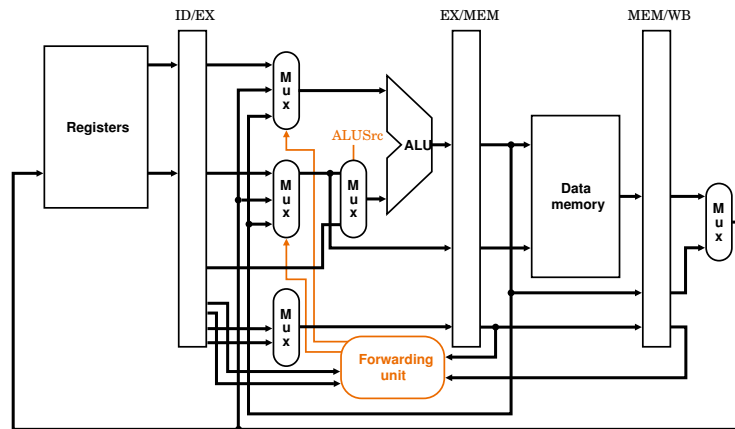 ID/EX
EX/MEM
MEM/WB
Registers
M
u
x
M
u
x
ALUSrc
M
u
x
ALU
Data
memory
M
u
x
M
u
x
Forwarding
unit